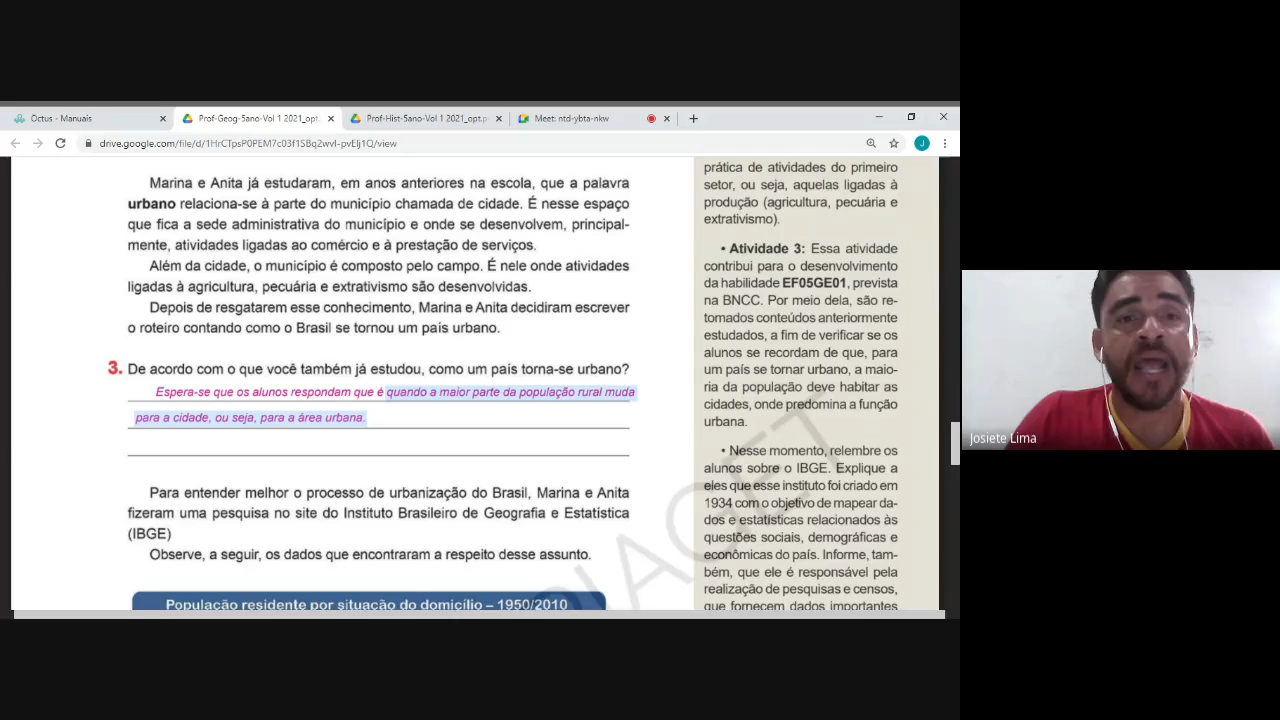 Octus - Manuais
Prof-Geog-5ano-Vol 1 2021_opt.
Prof-Hist-5ano-Vol 1 2021_opt.p
Meet: ntd-ybta-nkw
drive.google.com/file/d/1HrCTpsP0PEM7c03f1SBq2wvI-pvEIj1Q/view
J
Marina e Anita já estudaram, em anos anteriores na escola, que a palavra
urbano relaciona-se à parte do município chamada de cidade. É nesse espaço
que fica a sede administrativa do município e onde se desenvolvem, principal-
mente, atividades ligadas ao comércio e à prestação de serviços.
Além da cidade, o município é composto pelo campo. É nele onde atividades
ligadas à agricultura, pecuária e extrativismo são desenvolvidas.
Depois de resgatarem esse conhecimento, Marina e Anita decidiram escrever
o roteiro contando como o Brasil se tornou um país urbano.
3. De acordo com o que você também já estudou, como um país torna-se urbano?
Espera-se que os alunos respondam que é quando a maior parte da população rural muda
para a cidade, ou seja, para a área urbana.
Para entender melhor o processo de urbanização do Brasil, Marina e Anita
fizeram uma pesquisa no site do Instituto Brasileiro de Geografia e Estatística
(IBGE)
Observe, a seguir, os dados que encontraram a respeito desse assunto.
População residente por situação do domicílio – 1950/2010
prática de atividades do primeiro
setor, ou seja, aquelas ligadas à
produção (agricultura, pecuária e
extrativismo).
• Atividade 3: Essa atividade
contribui para o desenvolvimento
da habilidade EF05GE01, prevista
na BNCC. Por meio dela, são re-
tomados conteúdos anteriormente
estudados, a fim de verificar se os
alunos se recordam de que, para
um país se tornar urbano, a maio-
ria da população deve habitar as
cidades, onde predomina a função
urbana.
• Nesse momento, relembre os
alunos sobre o IBGE. Explique a
eles que esse instituto foi criado em
1934 com o objetivo de mapear da-
dos e estatísticas relacionados às
questões sociais, demográficas e
econômicas do país. Informe, tam-
bém, que ele é responsável pela
realização de pesquisas e censos,
que fornecem dados importantes
PIAGET
Josiete Lima